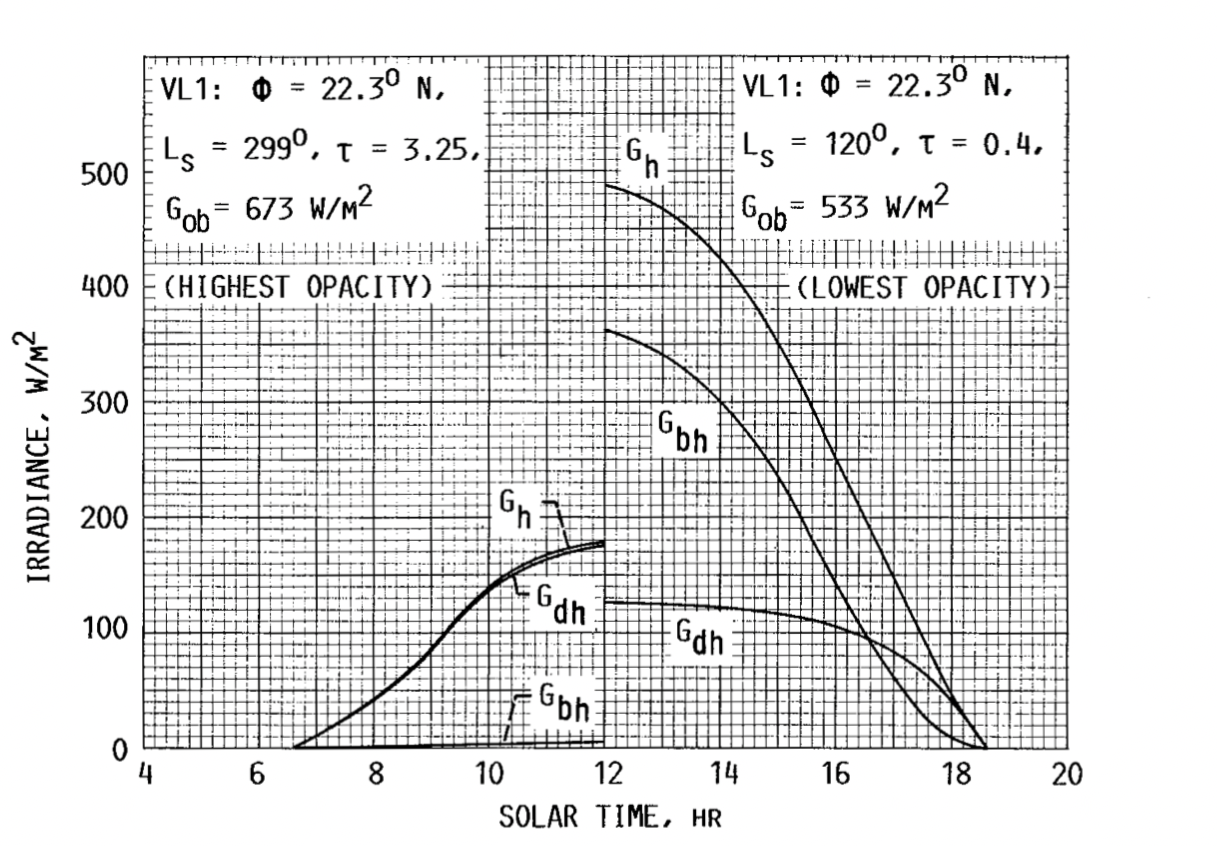 VL1: Φ = 22.3⁰ N,
Lₛ = 299⁰, τ = 3.25,
G_ob = 673 W/M²
(HIGHEST OPACITY)
VL1: Φ = 22.3⁰ N,
Lₛ = 120⁰, τ = 0.4,
G_ob = 533 W/M²
(LOWEST OPACITY)
G_h
G_bh
G_dh
G_h
G_dh
G_bh
500
400
300
200
100
0
IRRADIANCE, W/M²
4 6 8 10 12 14 16 18 20
SOLAR TIME, HR